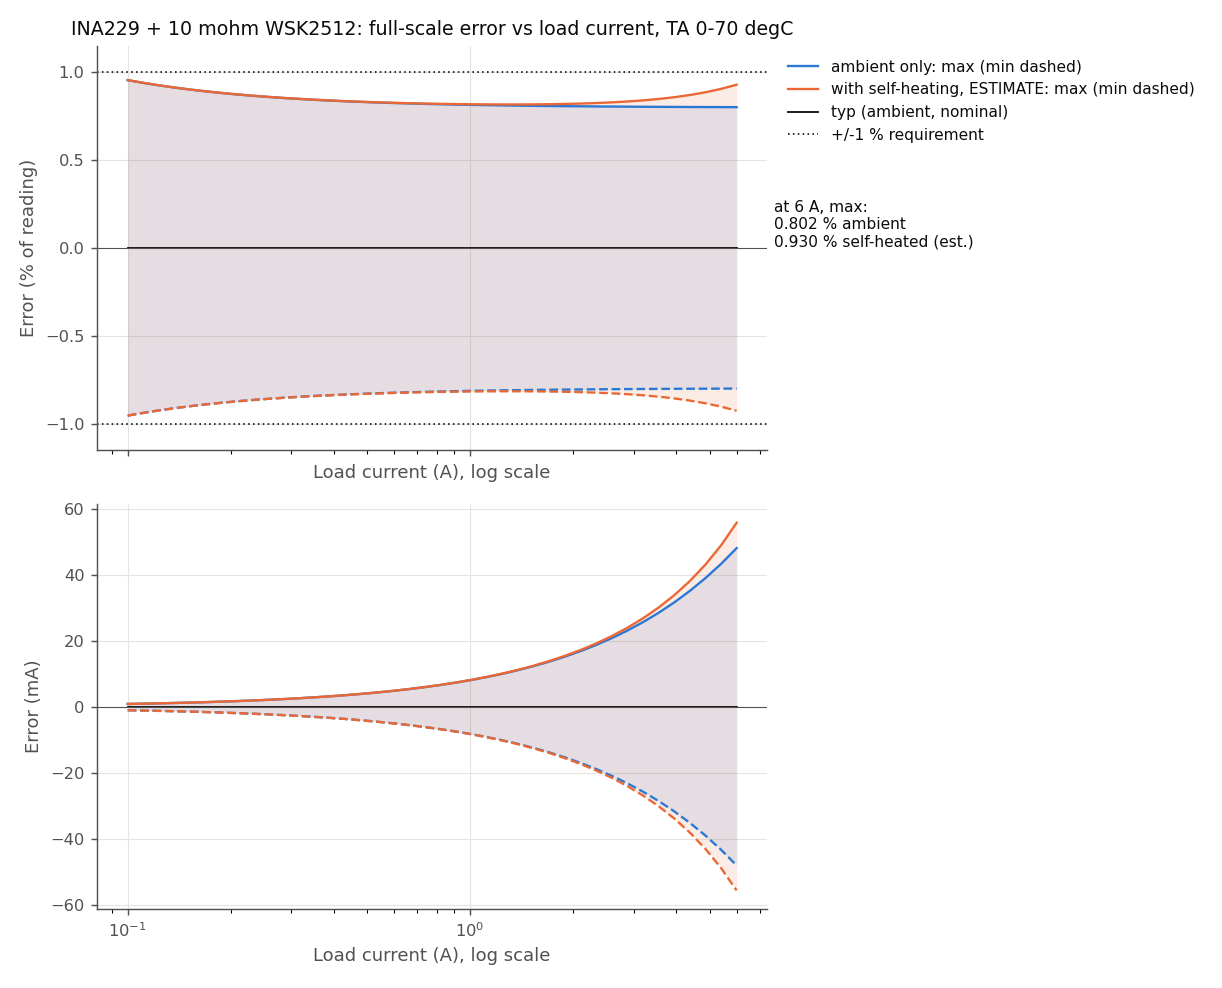 INA229 + 10 mohm WSK2512: full-scale error vs load current, TA 0-70 degC
1.0
0.5
0.0
−0.5
−1.0
Error (% of reading)
Load current (A), log scale
ambient only: max (min dashed)
with self-heating, ESTIMATE: max (min dashed)
typ (ambient, nominal)
+/-1 % requirement
at 6 A, max:
0.802 % ambient
0.930 % self-heated (est.)
60
40
20
0
−20
−40
−60
Error (mA)
10⁻¹
10⁰
Load current (A), log scale